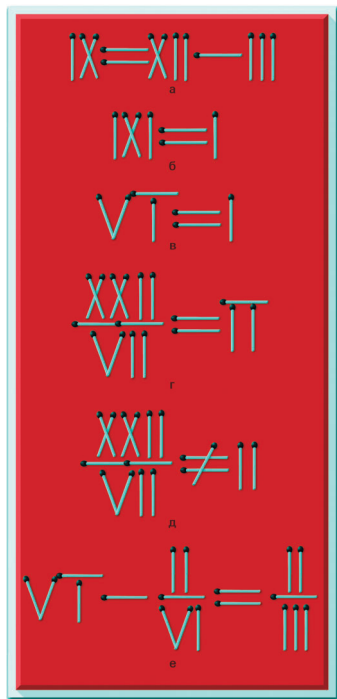 IX=XII—III
а
IXI=I
б
√I=I
в
XXII
VII
=П
г
XXII
VII
≠II
д
√I—
II
VI
=
II
III
е